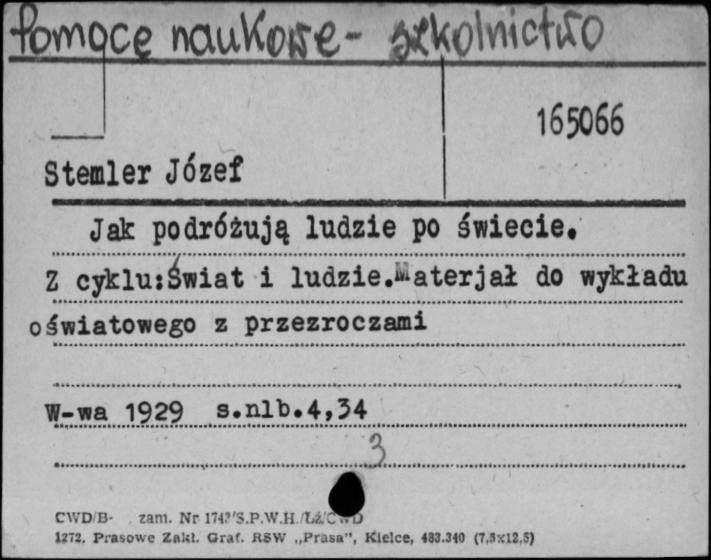 Pomoce naukowe - szkolnictwo
165066
Stemler Józef
Jak podróżują ludzie po świecie.
Z cyklu:Świat i ludzie.Materjał do wykładu
oświatowego z przezroczami
W-wa 1929 s.nlb.4,34
3
CWD/B- zam. Nr 1743/S.P.W.H./Łż/CWD
1272. Prasowe Zakł. Graf. RSW „Prasa", Kielce, 483.340 (7,5x12,5)